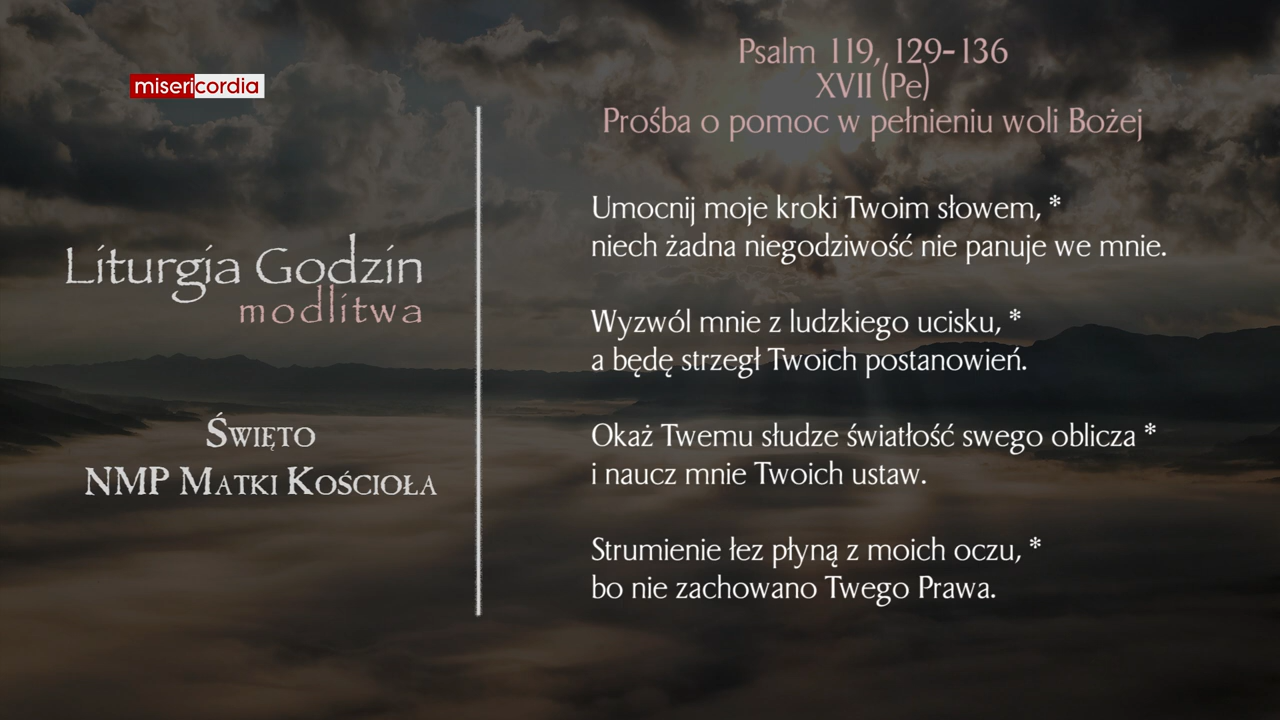 misericordia
Liturgia Godzin
modlitwa
Święto
NMP Matki Kościoła
Psalm 119, 129-136
XVII (Pe)
Prośba o pomoc w pełnieniu woli Bożej
Umocnij moje kroki Twoim słowem, *
niech żadna niegodziwość nie panuje we mnie.
Wyzwól mnie z ludzkiego ucisku, *
a będę strzegł Twoich postanowień.
Okaż Twemu słudze światłość swego oblicza *
i naucz mnie Twoich ustaw.
Strumienie łez płyną z moich oczu, *
bo nie zachowano Twego Prawa.